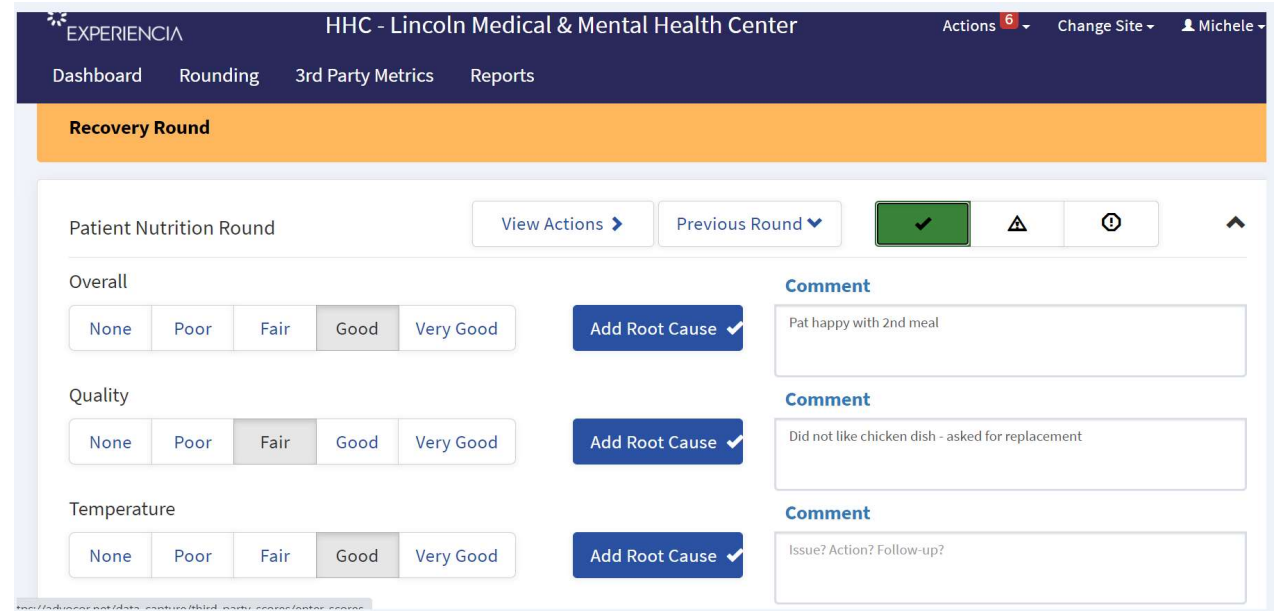 EXPERIENCIA
HHC - Lincoln Medical & Mental Health Center
Actions 6
Change Site
Michele
Dashboard Rounding 3rd Party Metrics Reports
Recovery Round
Patient Nutrition Round
View Actions
Previous Round
Overall
None Poor Fair Good Very Good
Add Root Cause
Comment
Pat happy with 2nd meal
Quality
None Poor Fair Good Very Good
Add Root Cause
Comment
Did not like chicken dish - asked for replacement
Temperature
None Poor Fair Good Very Good
Add Root Cause
Comment
Issue? Action? Follow-up?